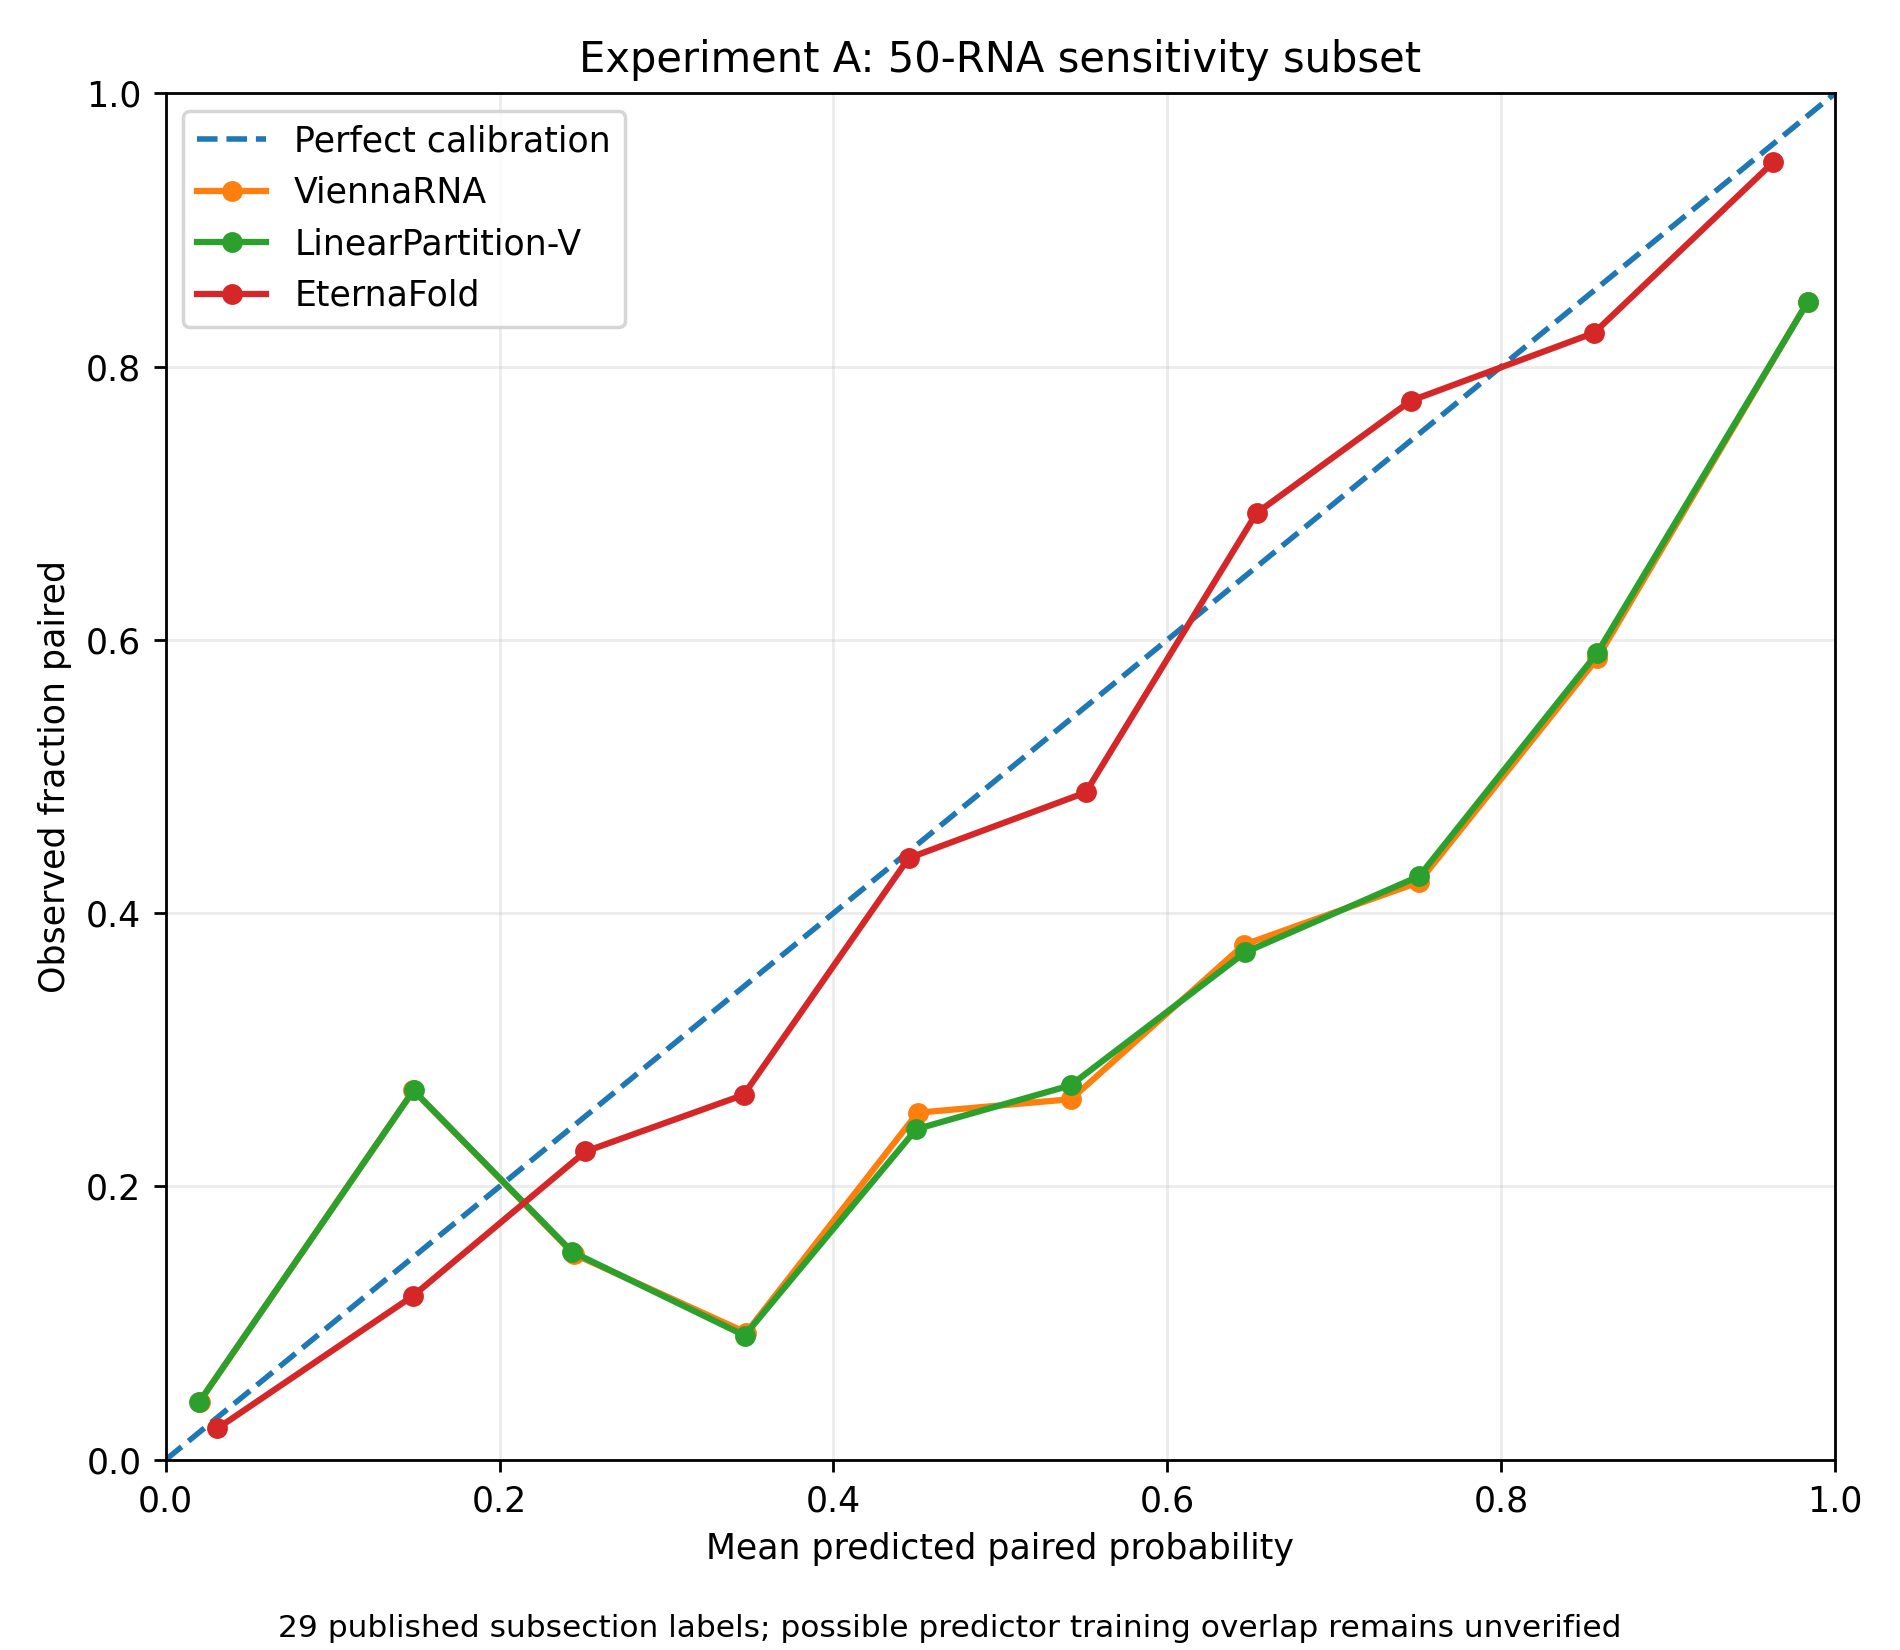 Experiment A: 50-RNA sensitivity subset
1.0
0.8
0.6
0.4
0.2
0.0
Observed fraction paired
Perfect calibration
ViennaRNA
LinearPartition-V
EternaFold
0.0 0.2 0.4 0.6 0.8 1.0
Mean predicted paired probability
29 published subsection labels; possible predictor training overlap remains unverified